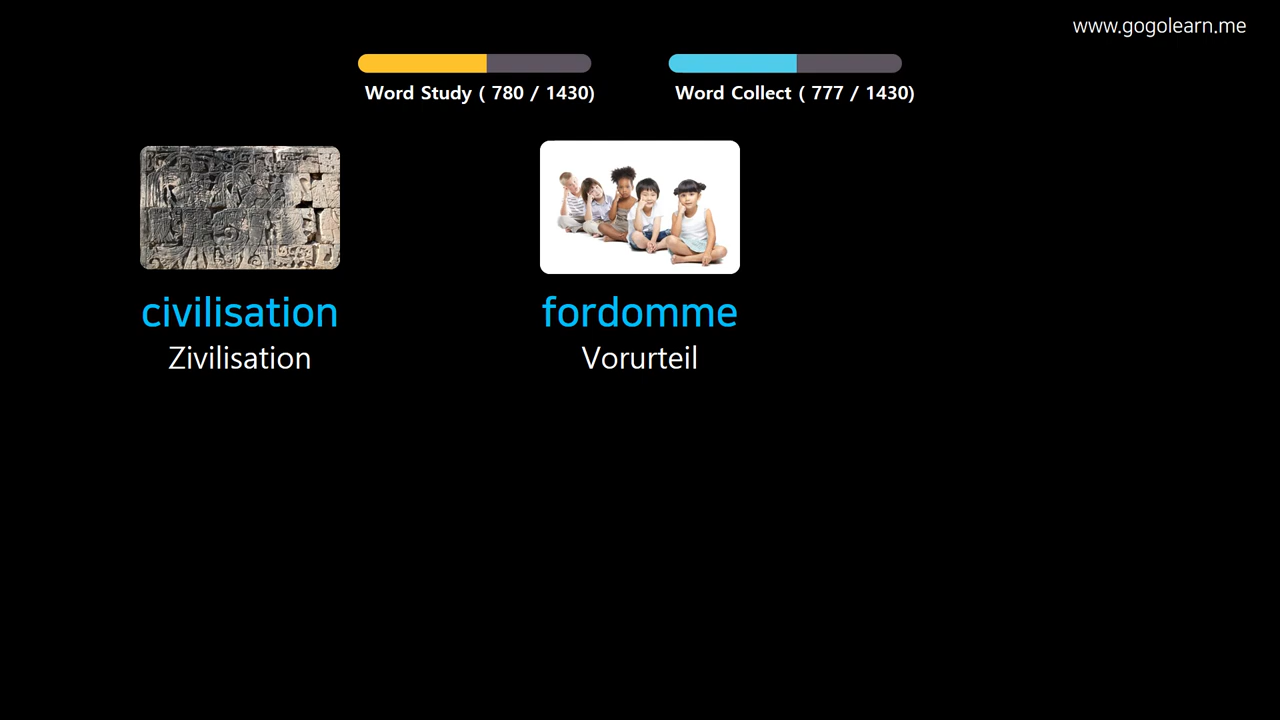 www.gogolearn.me
Word Study ( 780 / 1430)
Word Collect ( 777 / 1430)
civilisation
Zivilisation
fordomme
Vorurteil